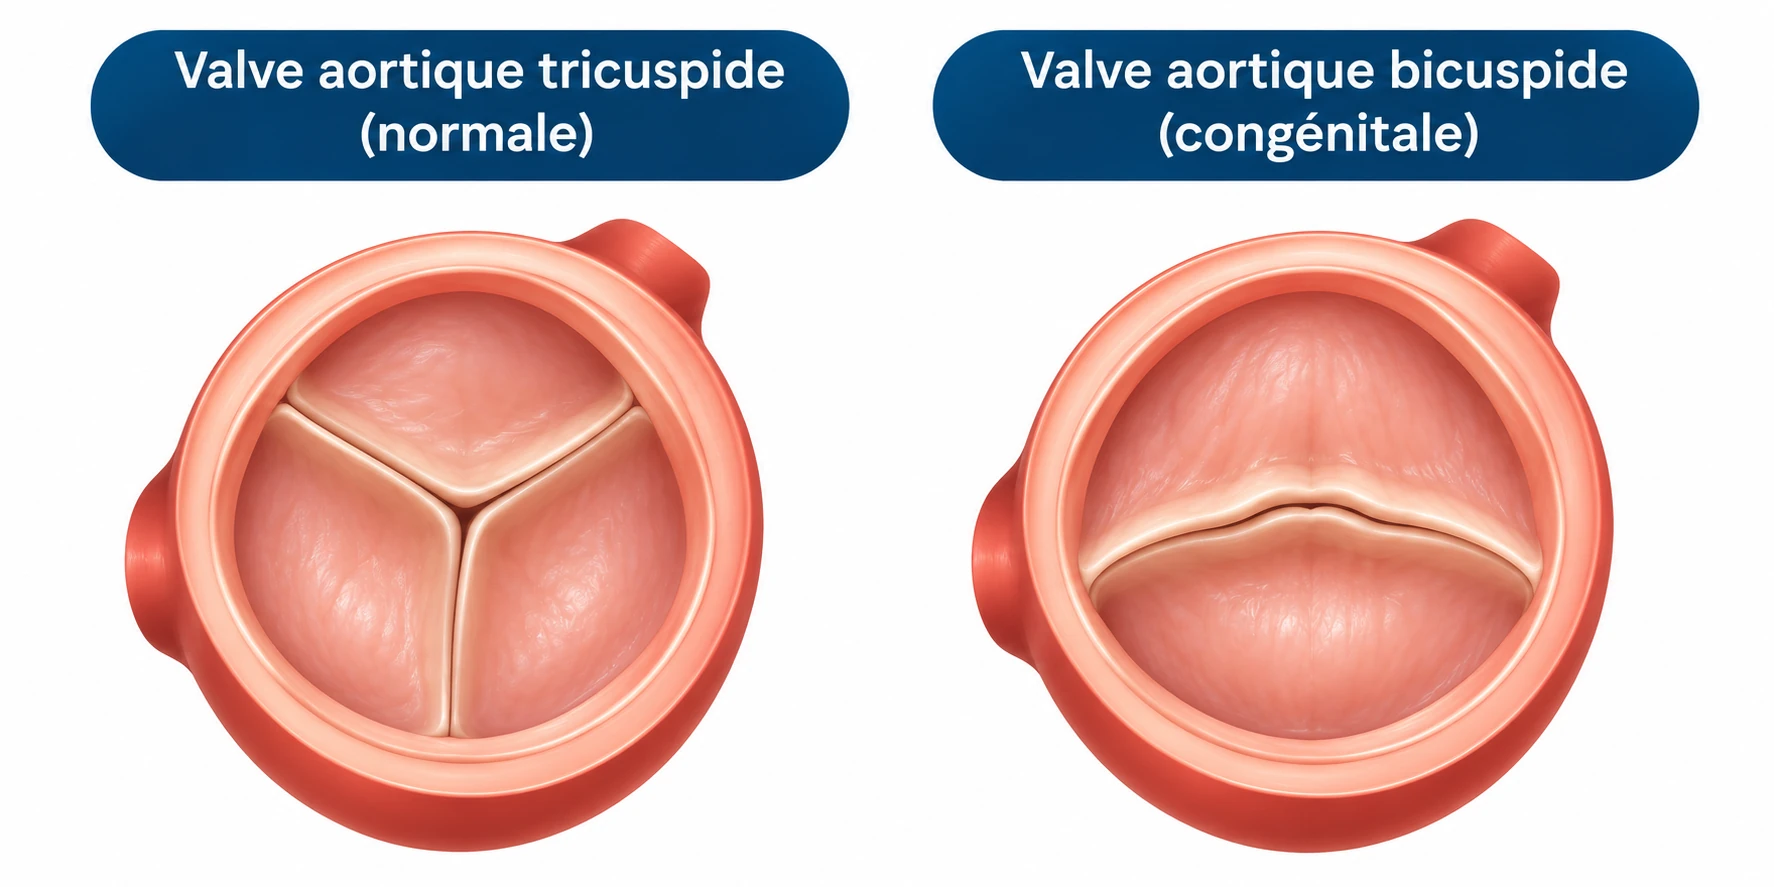 Valve aortique tricuspide
(normale)
Valve aortique bicuspide
(congénitale)